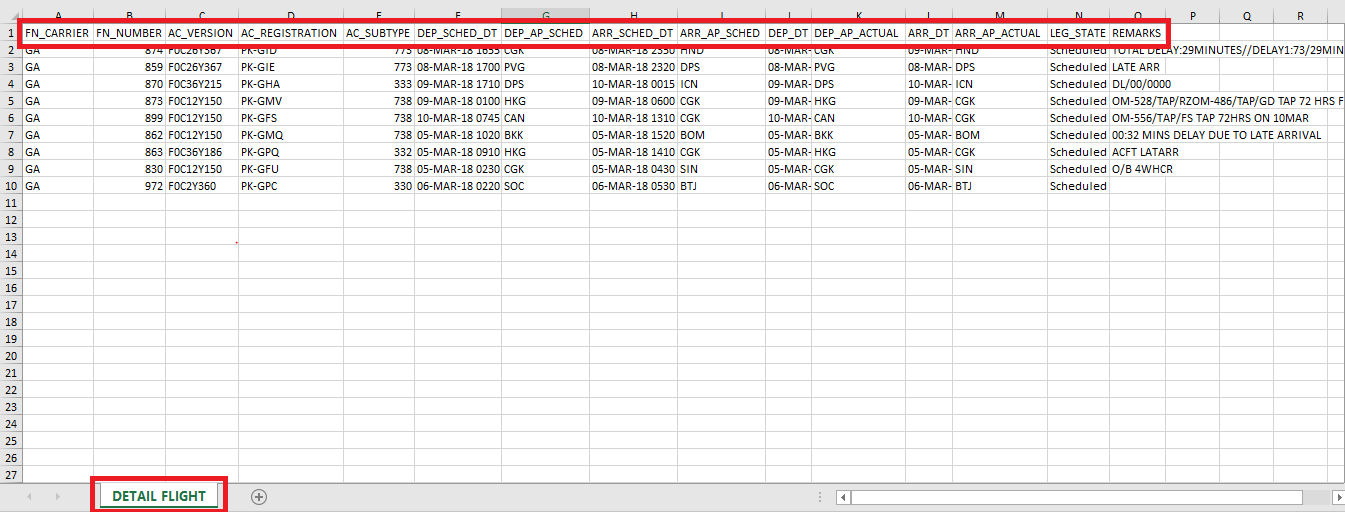 A B C D E F G H I J K L M N O P Q R
1 FN_CARRIER FN_NUMBER AC_VERSION AC_REGISTRATION AC_SUBTYPE DEP_SCHED_DT DEP_AP_SCHED ARR_SCHED_DT ARR_AP_SCHED DEP_DT DEP_AP_ACTUAL ARR_DT ARR_AP_ACTUAL LEG_STATE REMARKS
2 GA 874 F0C26Y367 PK-GID 773 08-MAR-18 1655 CGK 08-MAR-18 2350 HND 08-MAR- CGK 09-MAR- HND Scheduled TOTAL DELAY:29MINUTES//DELAY1:73/29MIN
3 GA 859 F0C26Y367 PK-GIE 773 08-MAR-18 1700 PVG 08-MAR-18 2320 DPS 08-MAR- PVG 08-MAR- DPS Scheduled LATE ARR
4 GA 870 F0C36Y215 PK-GHA 333 09-MAR-18 1710 DPS 10-MAR-18 0015 ICN 09-MAR- DPS 10-MAR- ICN Scheduled DL/00/0000
5 GA 873 F0C12Y150 PK-GMV 738 09-MAR-18 0100 HKG 09-MAR-18 0600 CGK 09-MAR- HKG 09-MAR- CGK Scheduled OM-528/TAP/RZOM-486/TAP/GD TAP 72 HRS F
6 GA 899 F0C12Y150 PK-GFS 738 10-MAR-18 0745 CAN 10-MAR-18 1310 CGK 10-MAR- CAN 10-MAR- CGK Scheduled OM-556/TAP/FS TAP 72HRS ON 10MAR
7 GA 862 F0C12Y150 PK-GMQ 738 05-MAR-18 1020 BKK 05-MAR-18 1520 BOM 05-MAR- BKK 05-MAR- BOM Scheduled 00:32 MINS DELAY DUE TO LATE ARRIVAL
8 GA 863 F0C36Y186 PK-GPQ 332 05-MAR-18 0910 HKG 05-MAR-18 1410 CGK 05-MAR- HKG 05-MAR- CGK Scheduled ACFT LATARR
9 GA 830 F0C12Y150 PK-GFU 738 05-MAR-18 0230 CGK 05-MAR-18 0430 SIN 05-MAR- CGK 05-MAR- SIN Scheduled O/B 4WHCR
10 GA 972 F0C2Y360 PK-GPC 330 06-MAR-18 0220 SOC 06-MAR-18 0530 BTJ 06-MAR- SOC 06-MAR- BTJ Scheduled
11
12
13
14
15
16
17
18
19
20
21
22
23
24
25
26
27
DETAIL FLIGHT